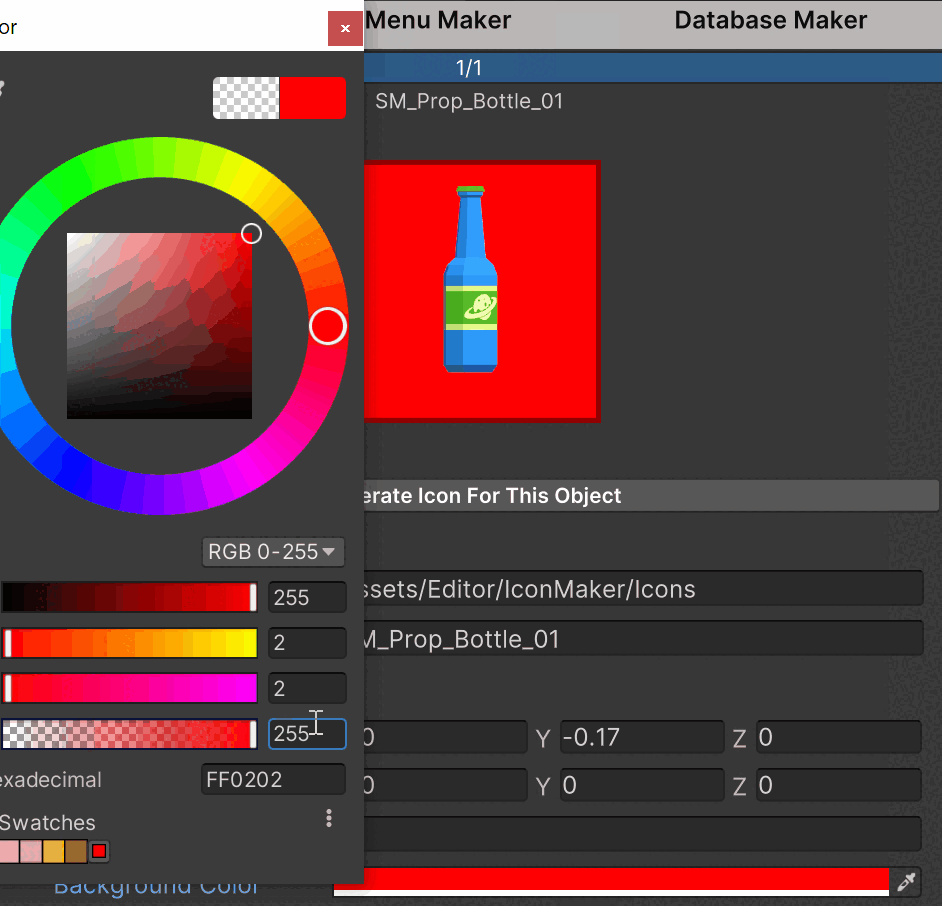 or
×
Menu Maker
Database Maker
1/1
SM_Prop_Bottle_01
erate Icon For This Object
RGB 0-255
255
ssets/Editor/IconMaker/Icons
2
M_Prop_Bottle_01
2
255
0 Y -0.17 Z 0
exadecimal FF0202
0 Y 0 Z 0
Swatches
Background Color